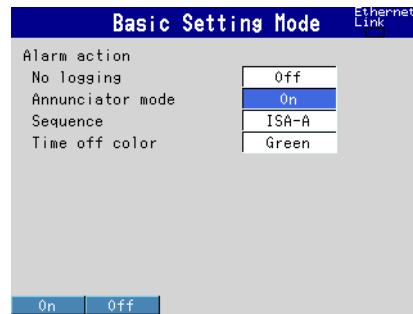 Basic Setting Mode
Ethernet
Link
Alarm action
No logging Off
Annunciator mode On
Sequence ISA-A
Time off color Green
On Off